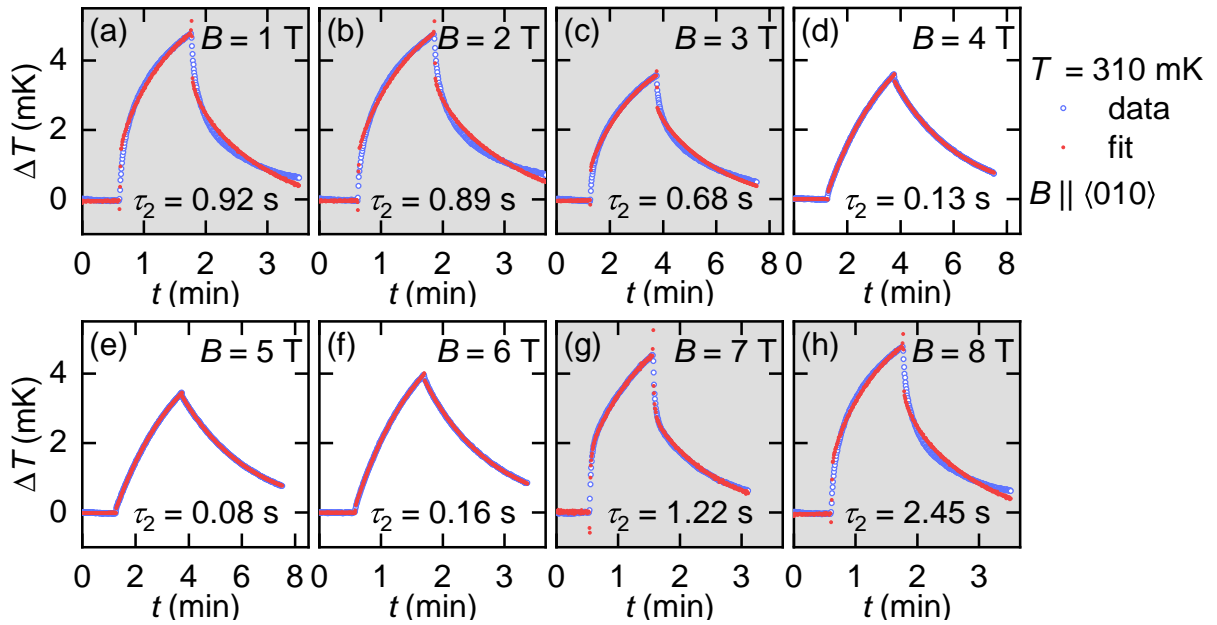 (a) B = 1 T
(b) B = 2 T
(c) B = 3 T
(d) B = 4 T
T = 310 mK
data
fit
B || ⟨010⟩
ΔT (mK)
4
2
0
τ2 = 0.92 s
τ2 = 0.89 s
τ2 = 0.68 s
τ2 = 0.13 s
0 1 2 3
0 1 2 3
0 2 4 6 8
0 2 4 6 8
t (min)
t (min)
t (min)
t (min)
(e) B = 5 T
(f) B = 6 T
(g) B = 7 T
(h) B = 8 T
ΔT (mK)
4
2
0
τ2 = 0.08 s
τ2 = 0.16 s
τ2 = 1.22 s
τ2 = 2.45 s
0 2 4 6 8
0 1 2 3
0 1 2 3
0 1 2 3
t (min)
t (min)
t (min)
t (min)